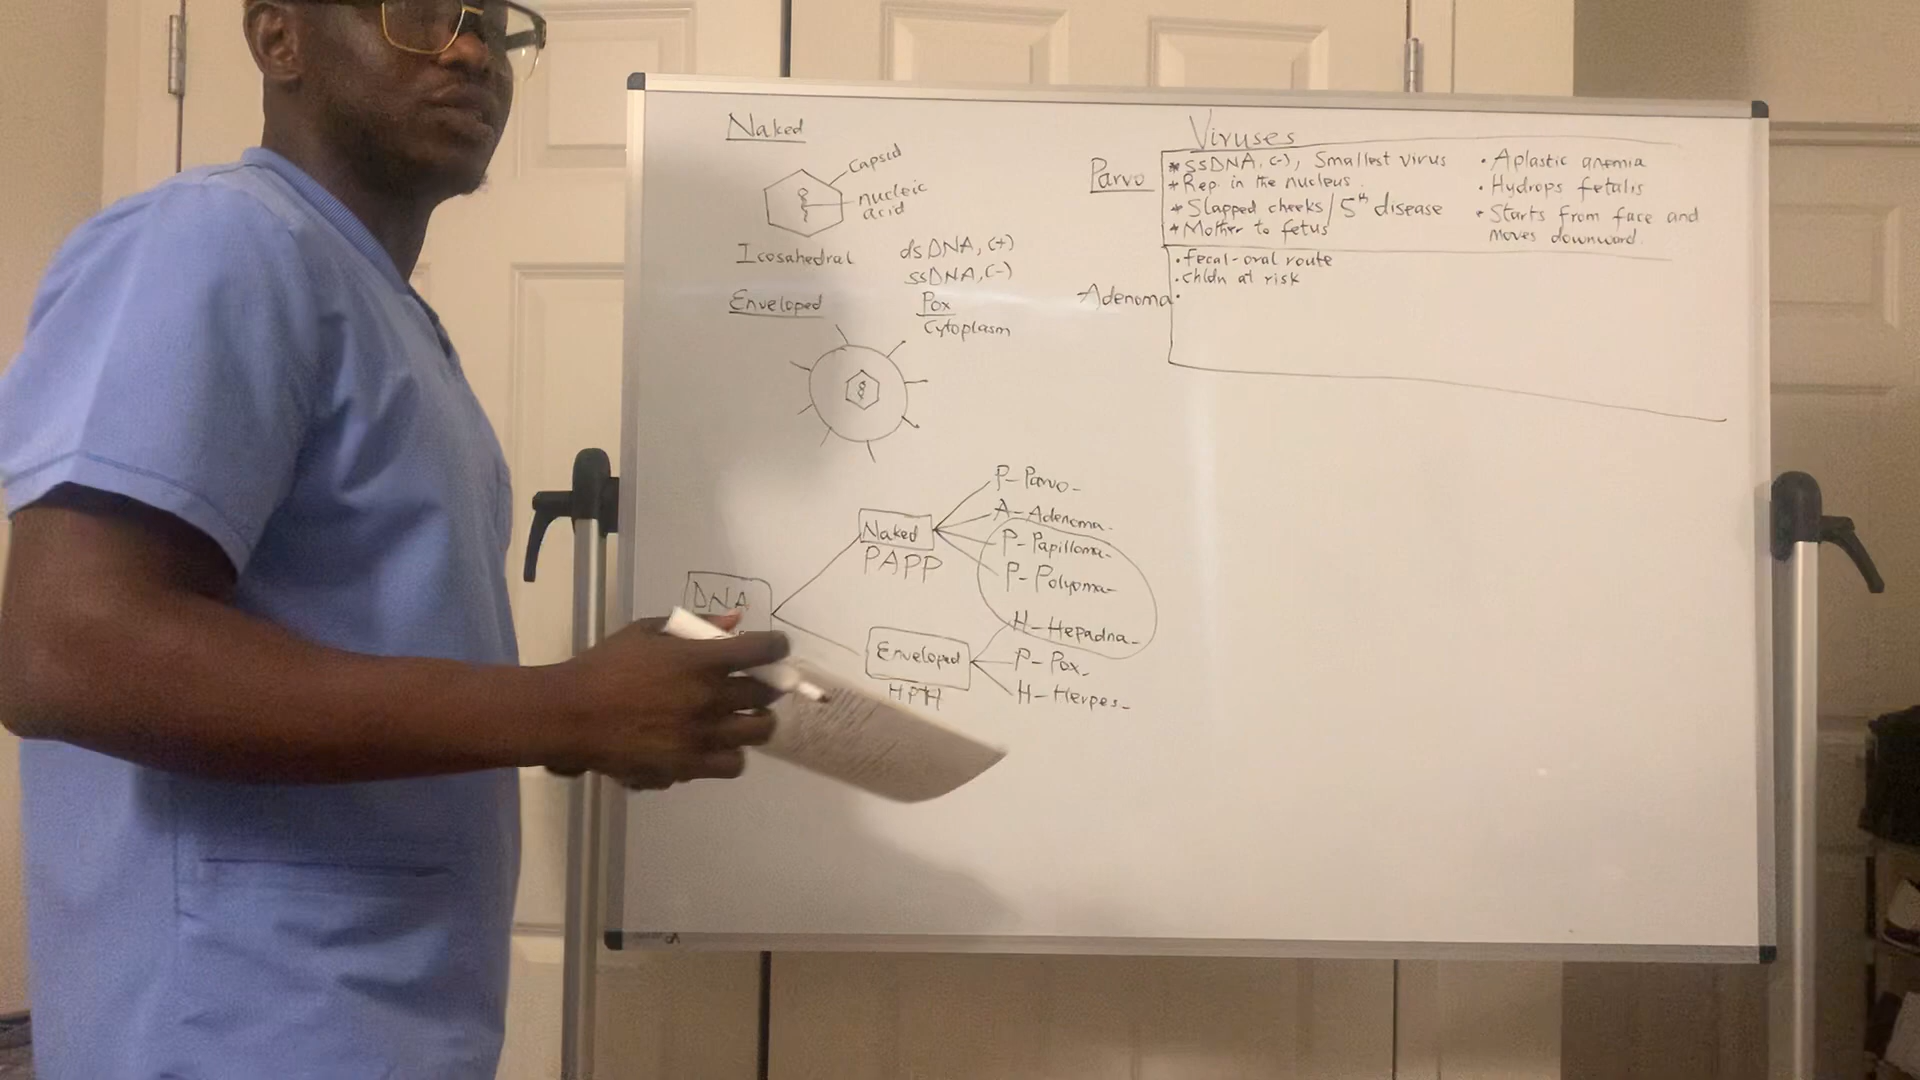 Naked
Capsid
nucleic
acid
Icosahedral
dsDNA, (+)
ssDNA, (-)
Enveloped
Pox
Cytoplasm
Viruses
Parvo
* ssDNA, (-), Smallest virus
* Rep. in the nucleus.
* Slapped cheeks / 5th disease
* Mother to fetus
• Aplastic anemia
• Hydrops fetalis
• Starts from face and
moves downward.
Adenoma
• fecal-oral route
• chldn at risk
•
DNA
Naked
PAPP
P- Parvo-
A- Adenoma-
P- Papilloma-
P- Polyoma-
Enveloped
HPH
H- Hepadna-
P- Pox-
H- Herpes-